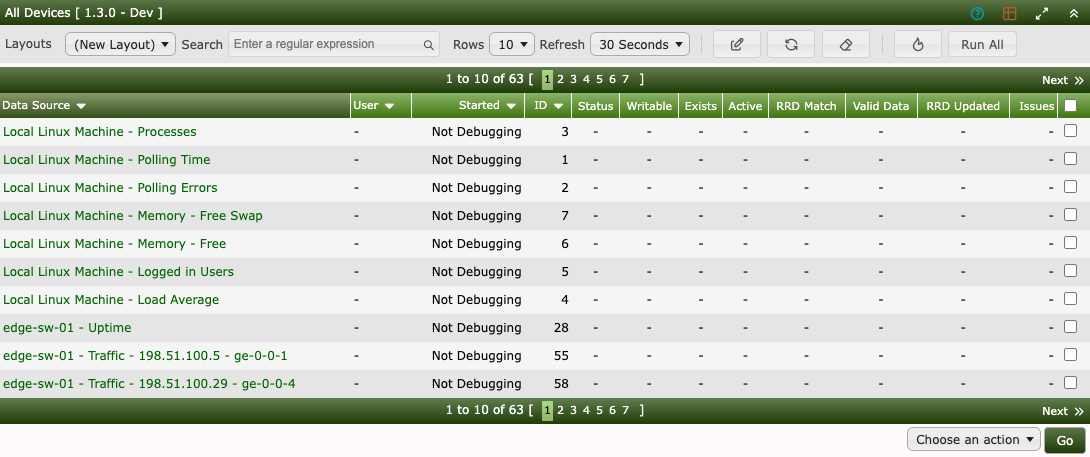 All Devices [ 1.3.0 - Dev ]
Layouts (New Layout) Search Enter a regular expression Rows 10 Refresh 30 Seconds Run All
1 to 10 of 63 [ 1 2 3 4 5 6 7 ] Next
Data Source User Started ID Status Writable Exists Active RRD Match Valid Data RRD Updated Issues
Local Linux Machine - Processes - Not Debugging 3 - - - - - - - -
Local Linux Machine - Polling Time - Not Debugging 1 - - - - - - - -
Local Linux Machine - Polling Errors - Not Debugging 2 - - - - - - - -
Local Linux Machine - Memory - Free Swap - Not Debugging 7 - - - - - - - -
Local Linux Machine - Memory - Free - Not Debugging 6 - - - - - - - -
Local Linux Machine - Logged in Users - Not Debugging 5 - - - - - - - -
Local Linux Machine - Load Average - Not Debugging 4 - - - - - - - -
edge-sw-01 - Uptime - Not Debugging 28 - - - - - - - -
edge-sw-01 - Traffic - 198.51.100.5 - ge-0-0-1 - Not Debugging 55 - - - - - - - -
edge-sw-01 - Traffic - 198.51.100.29 - ge-0-0-4 - Not Debugging 58 - - - - - - - -
1 to 10 of 63 [ 1 2 3 4 5 6 7 ] Next
Choose an action Go